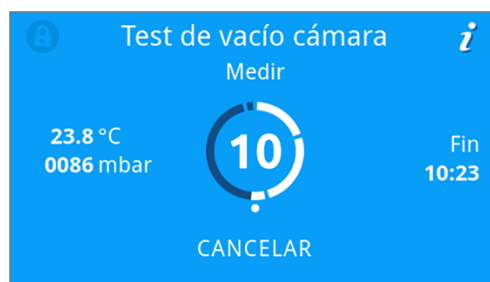 Test de vacío cámara
i
Medir
23.8 °C
0086 mbar
10
Fin
10:23
CANCELAR